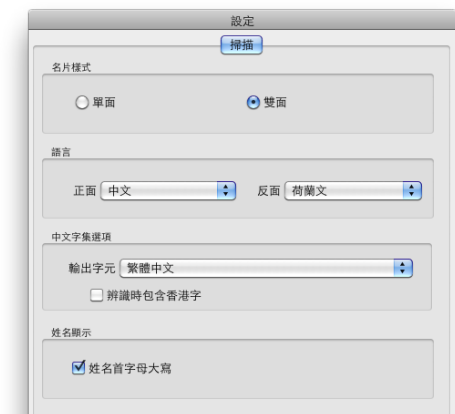 設定
掃描
名片樣式
單面 雙面
語言
正面 中文 反面 荷蘭文
中文字集選項
輸出字元 繁體中文
辨識時包含香港字
姓名顯示
姓名首字母大寫